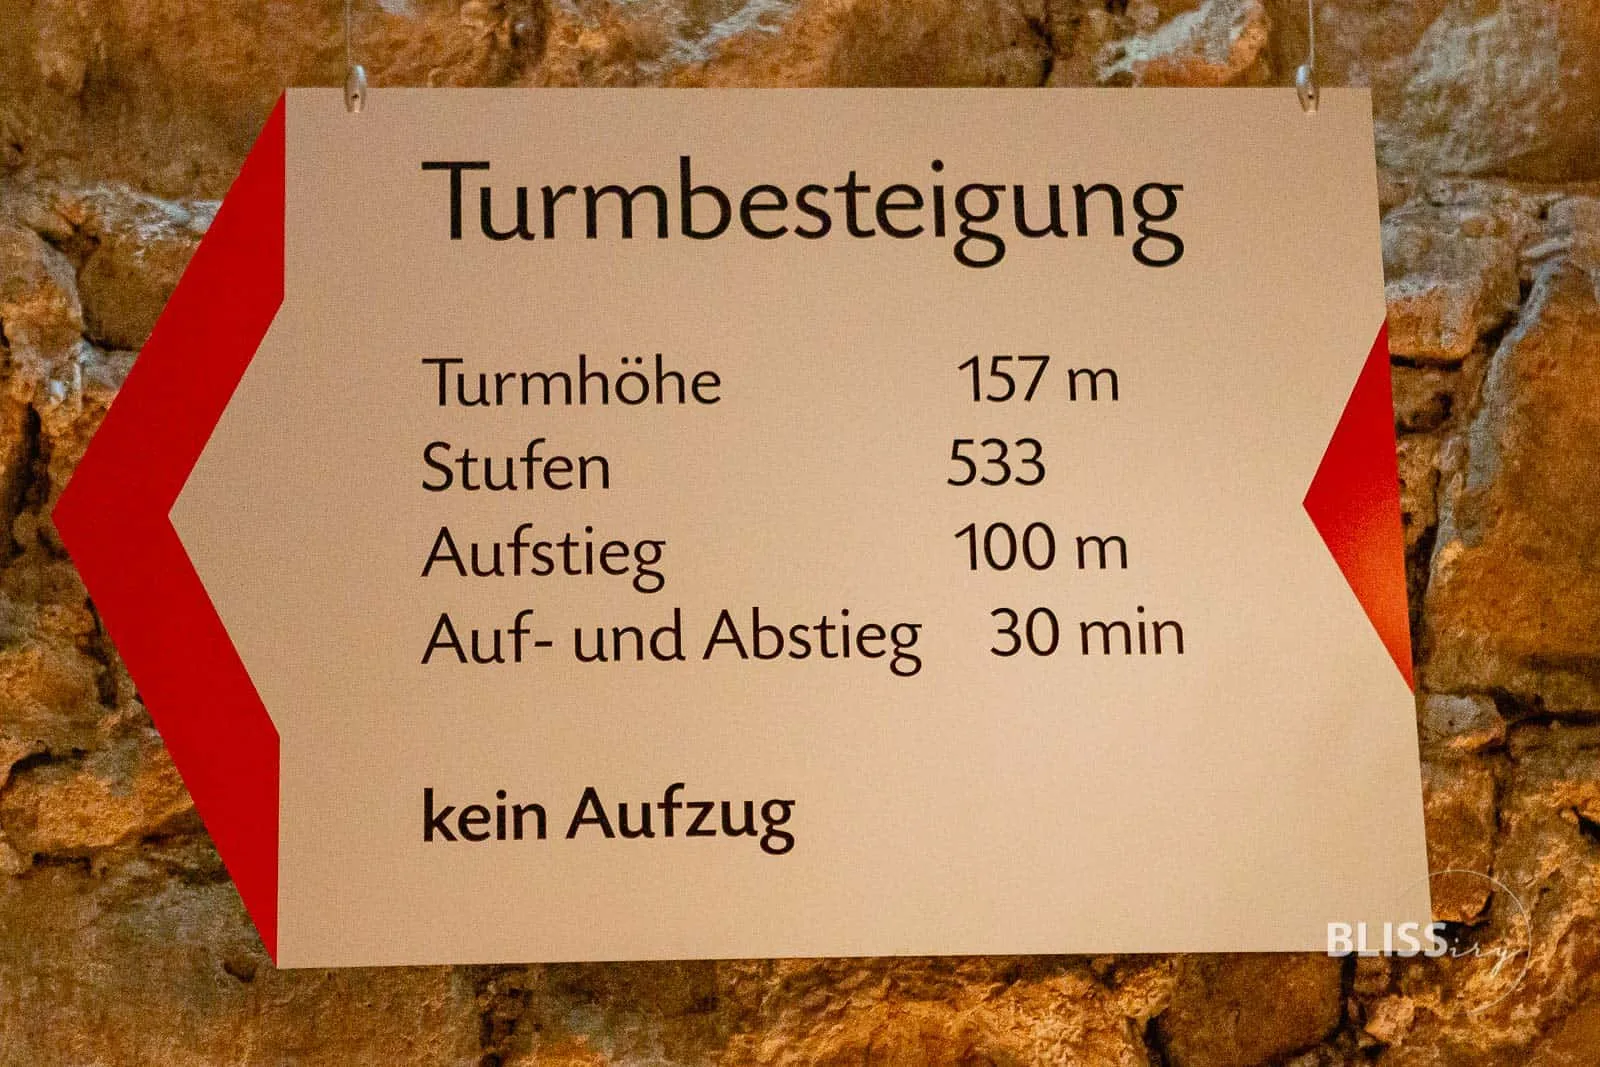 Turmbesteigung
Turmhöhe 157 m
Stufen 533
Aufstieg 100 m
Auf- und Abstieg 30 min
kein Aufzug
BLISSiry